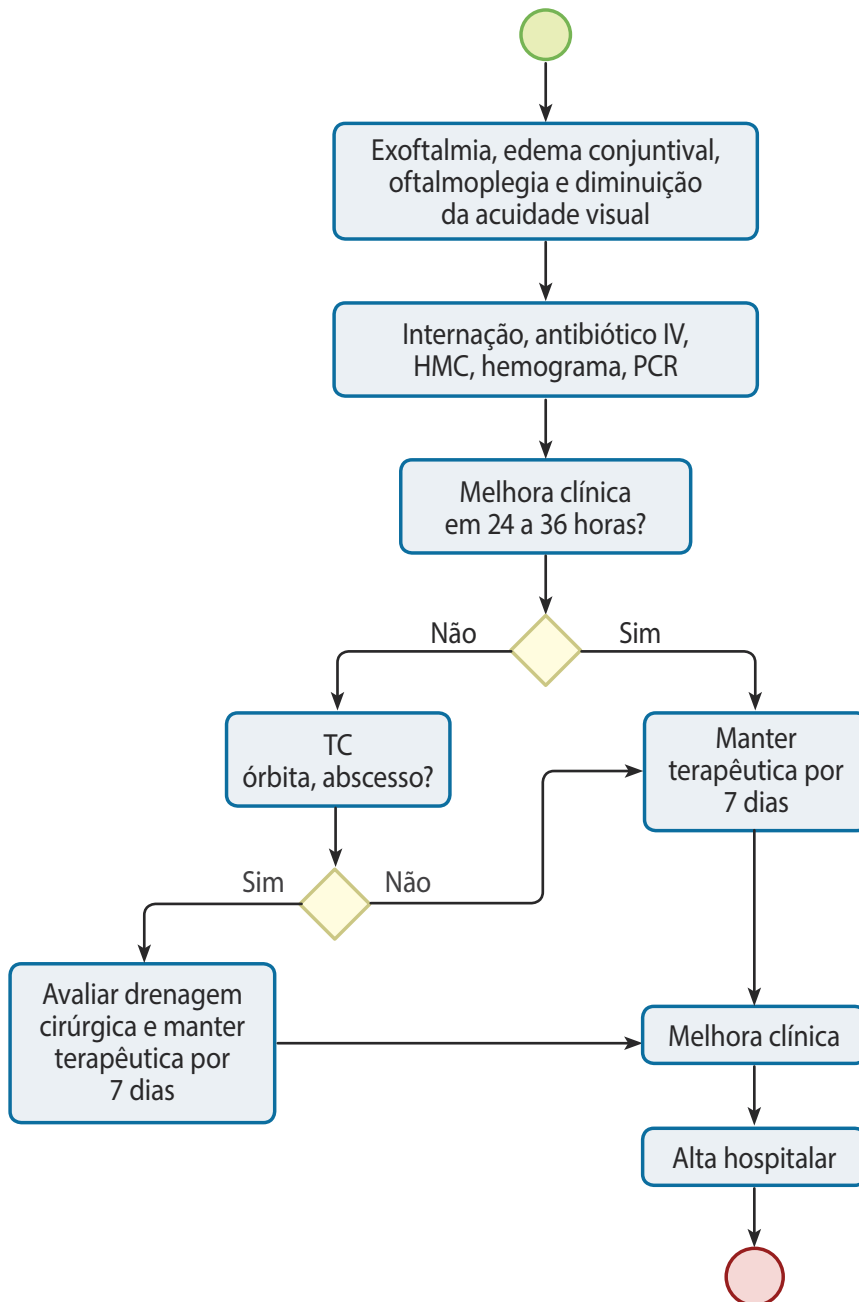 Exoftalmia, edema conjuntival,
oftalmoplegia e diminuição
da acuidade visual
Internação, antibiótico IV,
HMC, hemograma, PCR
Melhora clínica
em 24 a 36 horas?
Não
Sim
TC
órbita, abscesso?
Manter
terapêutica por
7 dias
Sim
Não
Avaliar drenagem
cirúrgica e manter
terapêutica por
7 dias
Melhora clínica
Alta hospitalar